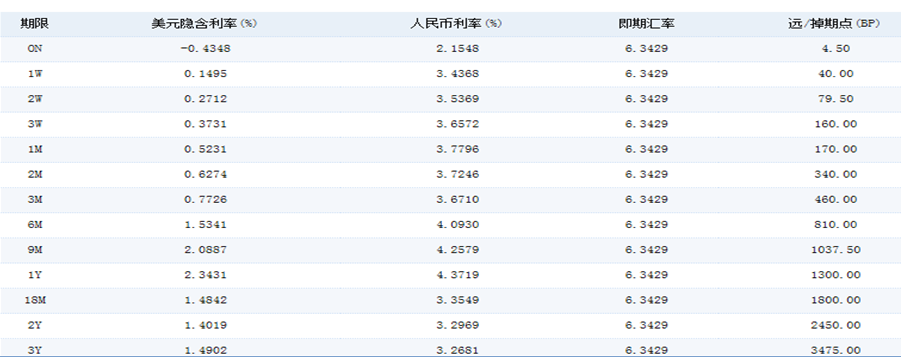 期限 美元隐含利率(%) 人民币利率(%) 即期汇率 远/掉期点(BP)
ON -0.4348 2.1548 6.3429 4.50
1W 0.1495 3.4368 6.3429 40.00
2W 0.2712 3.5369 6.3429 79.50
3W 0.3731 3.6572 6.3429 160.00
1M 0.5231 3.7796 6.3429 170.00
2M 0.6274 3.7246 6.3429 340.00
3M 0.7726 3.6710 6.3429 460.00
6M 1.5341 4.0930 6.3429 810.00
9M 2.0887 4.2579 6.3429 1037.50
1Y 2.3431 4.3719 6.3429 1300.00
18M 1.4842 3.3549 6.3429 1800.00
2Y 1.4019 3.2969 6.3429 2450.00
3Y 1.4902 3.2681 6.3429 3475.00